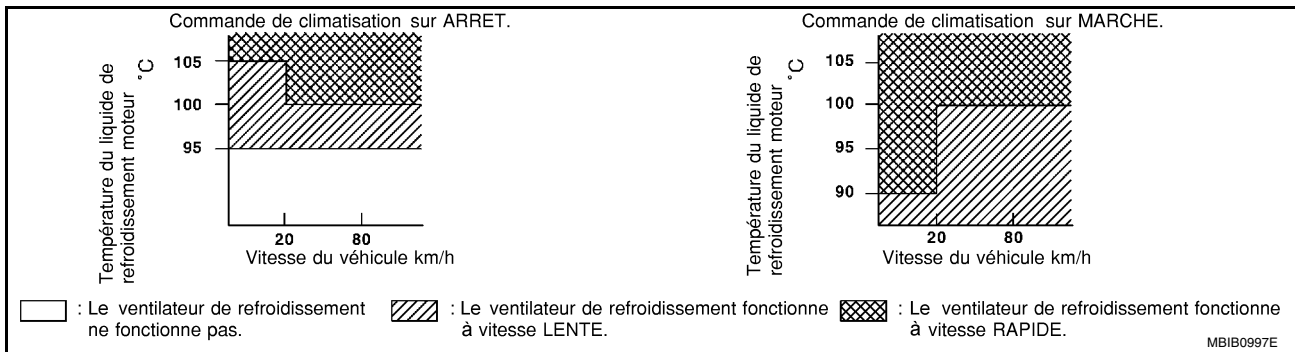 Commande de climatisation sur ARRET.
Température du liquide de
refroidissement moteur
°C
105
100
95
20
80
Vitesse du véhicule km/h
Commande de climatisation sur MARCHE.
Température du liquide de
refroidissement moteur
°C
105
100
95
90
20
80
Vitesse du véhicule km/h
: Le ventilateur de refroidissement
ne fonctionne pas.
: Le ventilateur de refroidissement fonctionne
à vitesse LENTE.
: Le ventilateur de refroidissement fonctionne
à vitesse RAPIDE.
MBIB0997E